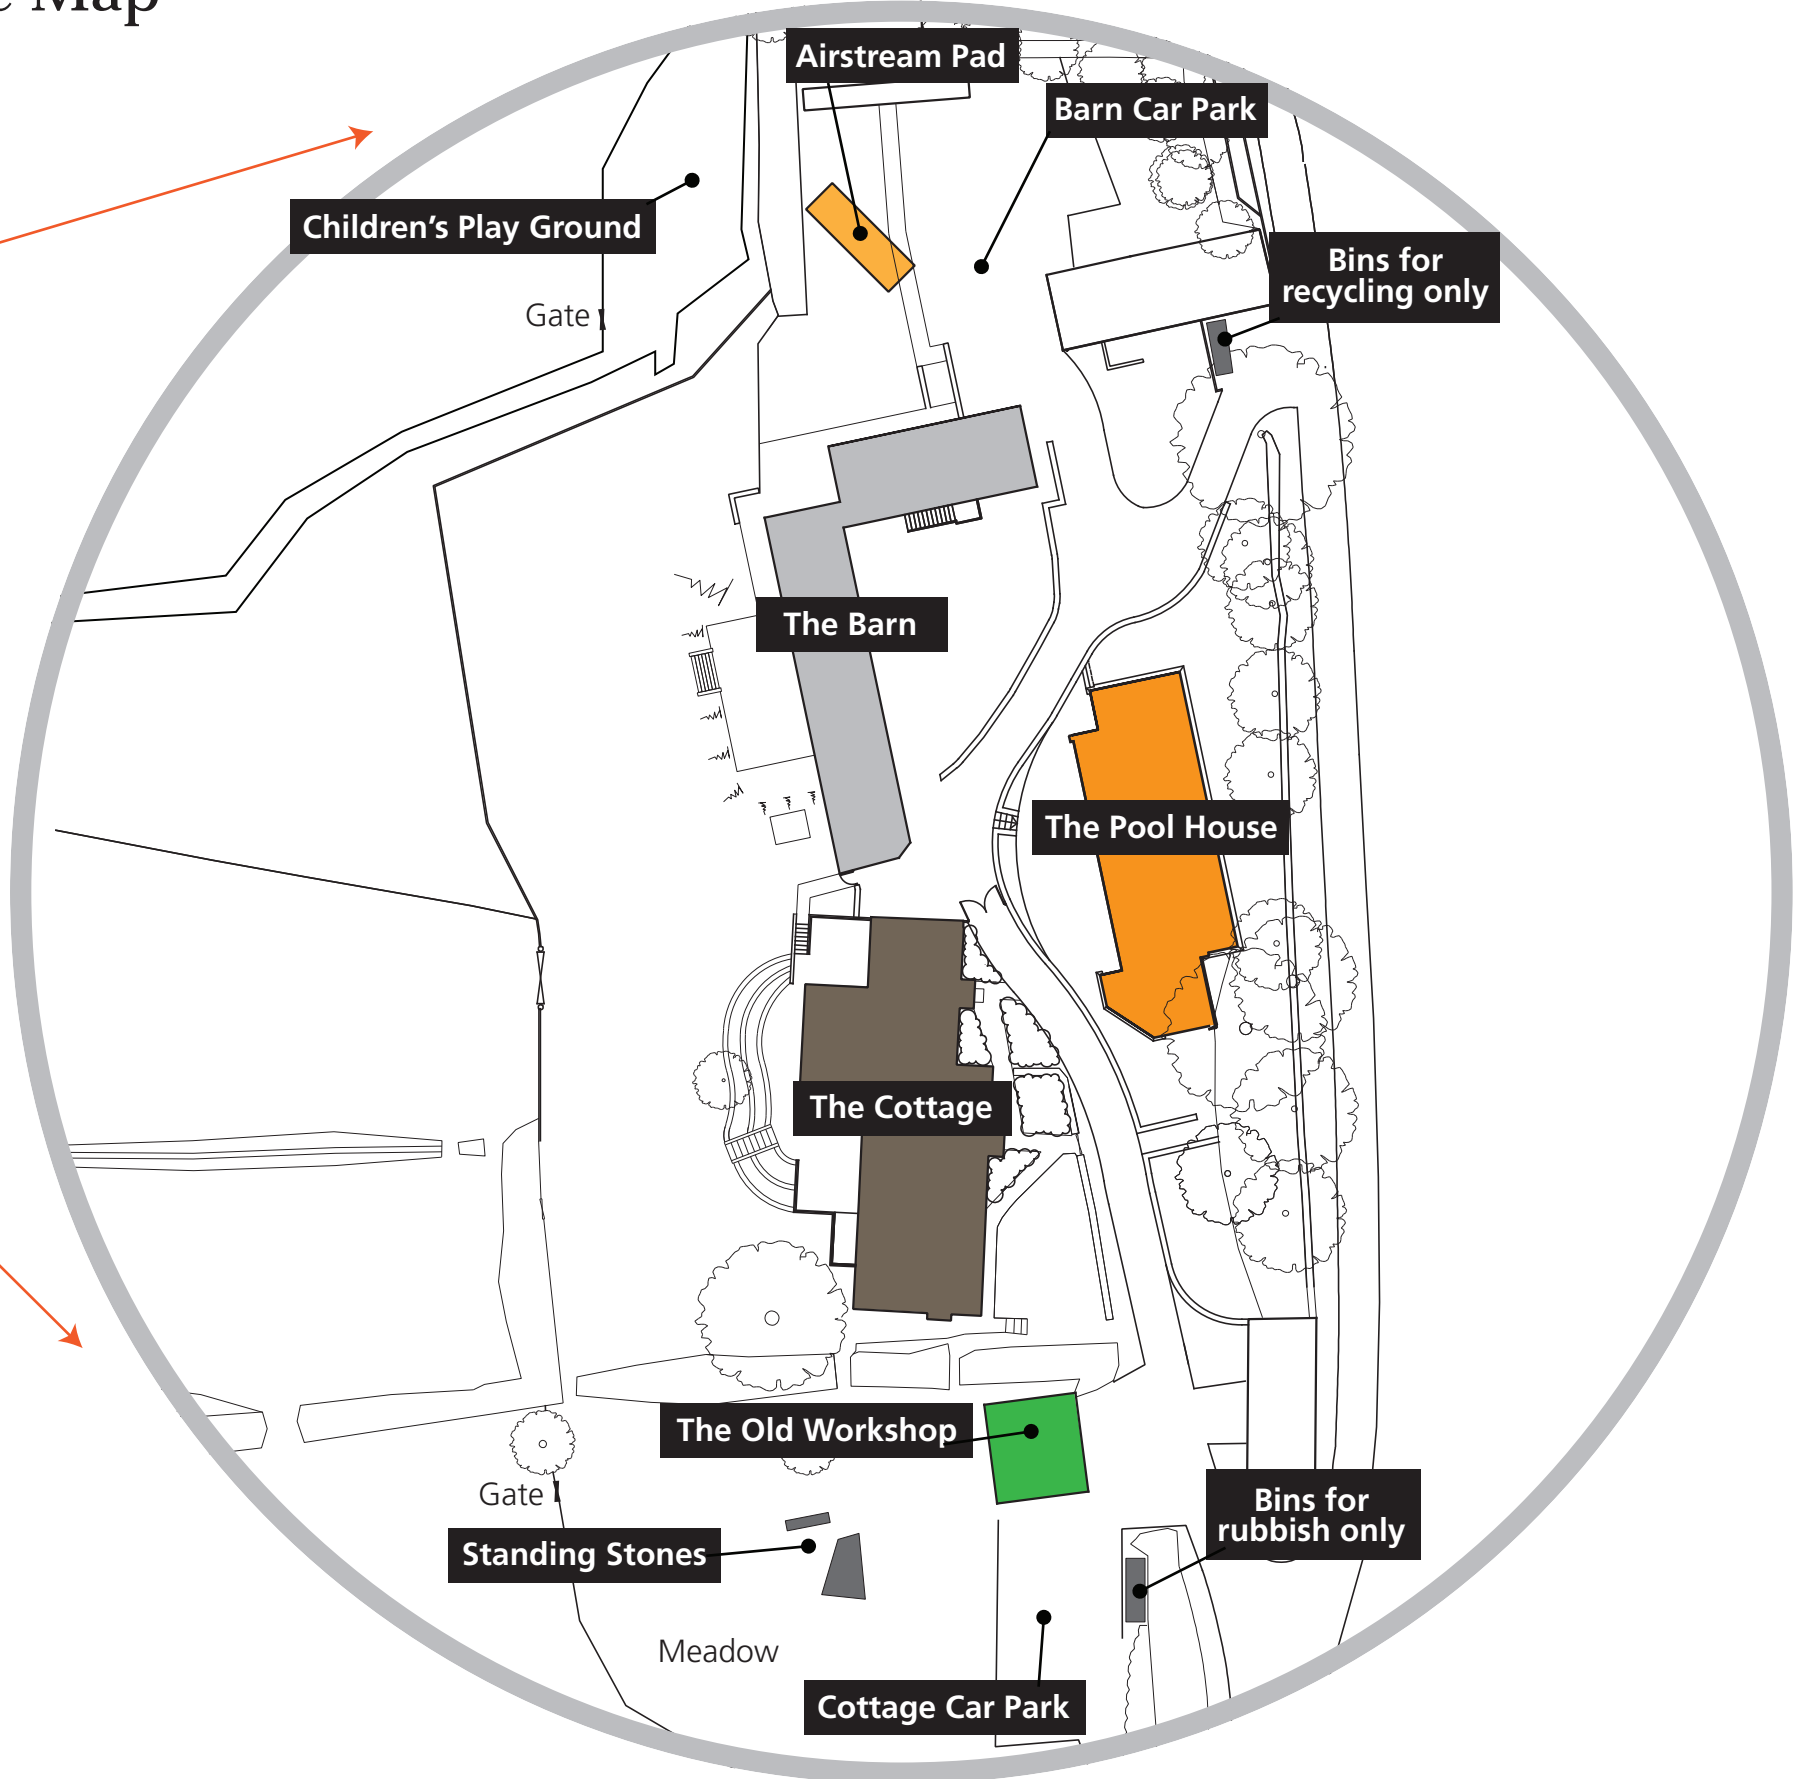 Map
Airstream Pad
Barn Car Park
Children's Play Ground
Bins for
recycling only
Gate
The Barn
The Pool House
The Cottage
The Old Workshop
Gate
Bins for
rubbish only
Standing Stones
Meadow
Cottage Car Park